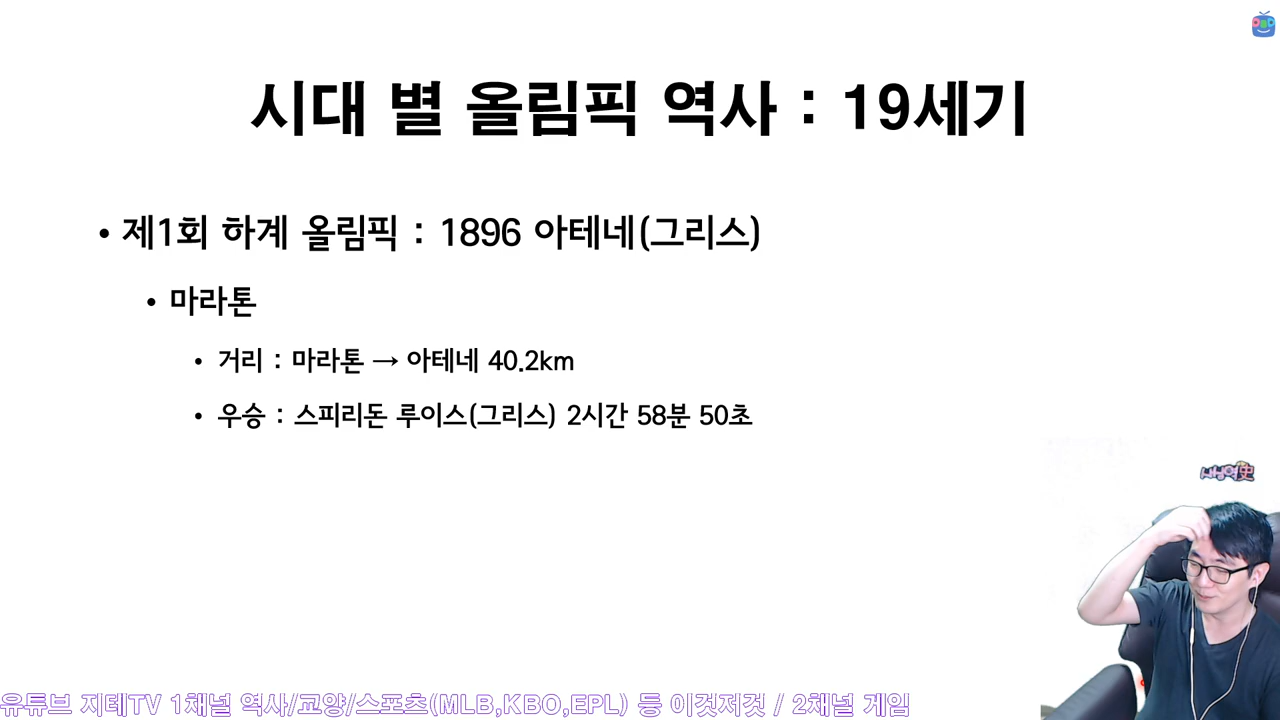 시대 별 올림픽 역사 : 19세기
• 제1회 하계 올림픽 : 1896 아테네(그리스)
• 마라톤
• 거리 : 마라톤 → 아테네 40.2km
• 우승 : 스피리돈 루이스(그리스) 2시간 58분 50초
유튜브 지테TV 1채널 역사/교양/스포츠(MLB,KBO,EPL) 등 이것저것 / 2채널 게임